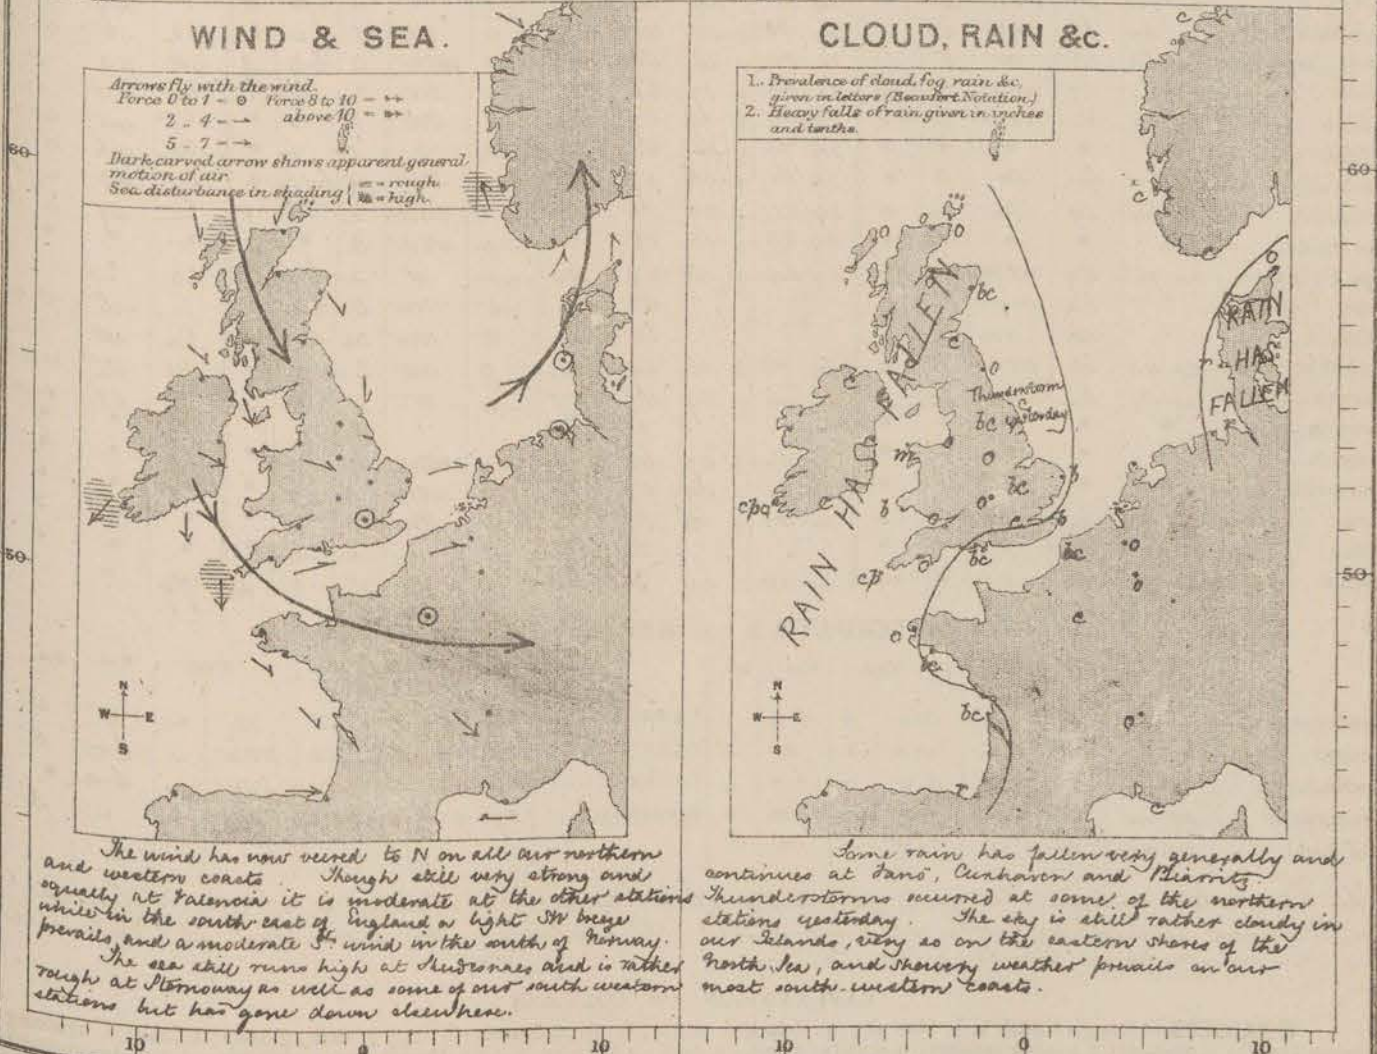 WIND & SEA.
Arrows fly with the wind.
Force 0 to 1 - ⊙ Force 8 to 10 - ➳
2 .. 4 - → above 10 - ➳
5 .. 7 - →
Dark curved arrow shows apparent general
motion of air
Sea disturbance in shading { = rough.
= high.
60
50
N
W E
S
The wind has now veered to N on all our northern
and western coasts. Though still very strong and
squally at Valencia it is moderate at the other stations
while in the south east of England a light SW breeze
prevails, and a moderate S. wind in the south of Norway.
The sea still runs high at Skudesnaes and is rather
rough at Stornoway as well as some of our south western
stations but has gone down elsewhere.
10 0 10
CLOUD, RAIN &c.
1. Prevalence of cloud, fog rain &c,
given in letters (Beaufort Notation.)
2. Heavy falls of rain given in inches
and tenths.
60
50
RAIN HAS FALLEN
RAIN
HAS
FALLEN
Thunderstorm
yesterday
c
c
c
o
o
o
bc
c
o
c
bc
m
o
bc
b
o
b
c
cpq
c
b
o
c
b
cp
o
bc
bc
o
o
c
o
bc
bc
o
r
c
N
W E
S
Some rain has fallen very generally and
continues at Fanö, Cuxhaven and Biarritz.
Thunderstorms occurred at some of the northern
stations yesterday. The sky is still rather cloudy in
our Islands, very so on the eastern shores of the
North Sea, and showery weather prevails on our
most south-western coasts.
10 0 10